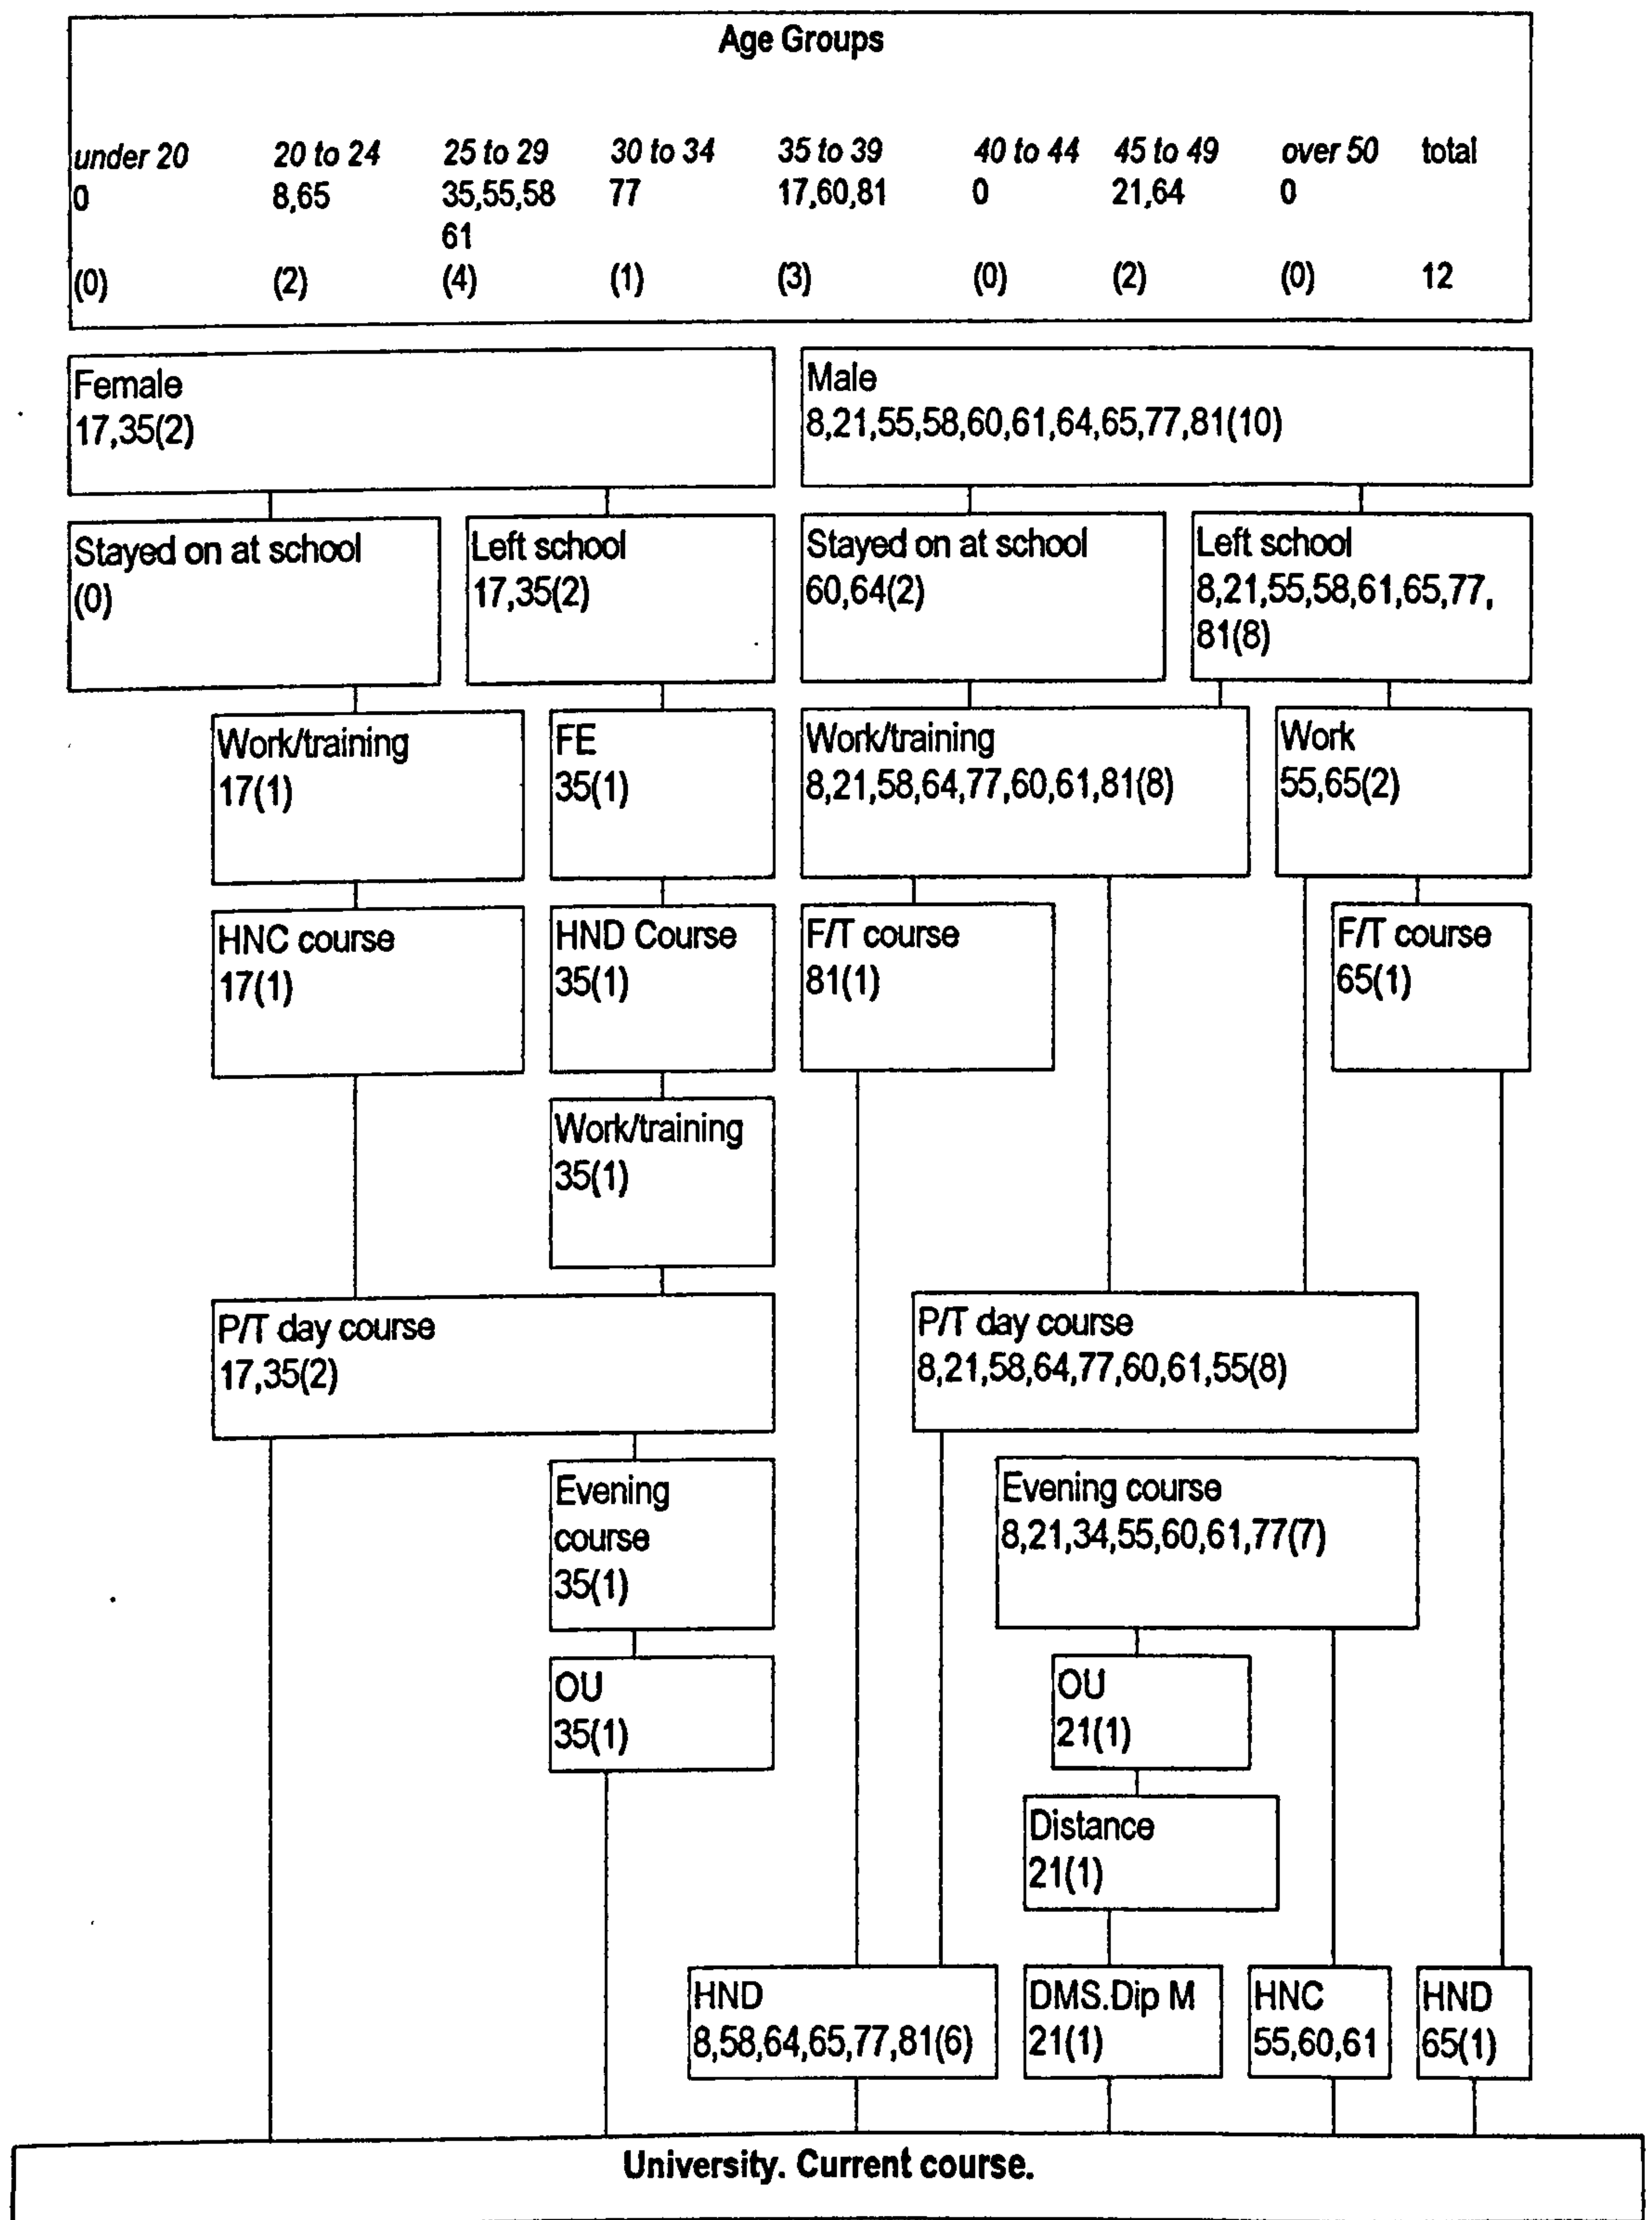 Age Groups
under 20 20 to 24 25 to 29 30 to 34 35 to 39 40 to 44 45 to 49 over 50 total
0 8,65 35,55,58 77 17,60,81 0 21,64 0
61
(0) (2) (4) (1) (3) (0) (2) (0) 12
Female
17,35(2)
Male
8,21,55,58,60,61,64,65,77,81(10)
Stayed on at school
(0)
Left school
17,35(2)
Stayed on at school
60,64(2)
Left school
8,21,55,58,61,65,77,
81(8)
Work/training
17(1)
FE
35(1)
Work/training
8,21,58,64,77,60,61,81(8)
Work
55,65(2)
HNC course
17(1)
HND Course
35(1)
F/T course
81(1)
F/T course
65(1)
Work/training
35(1)
P/T day course
17,35(2)
P/T day course
8,21,58,64,77,60,61,55(8)
Evening
course
35(1)
Evening course
8,21,34,55,60,61,77(7)
OU
35(1)
OU
21(1)
Distance
21(1)
HND
8,58,64,65,77,81(6)
DMS.Dip M
21(1)
HNC
55,60,61
HND
65(1)
University. Current course.